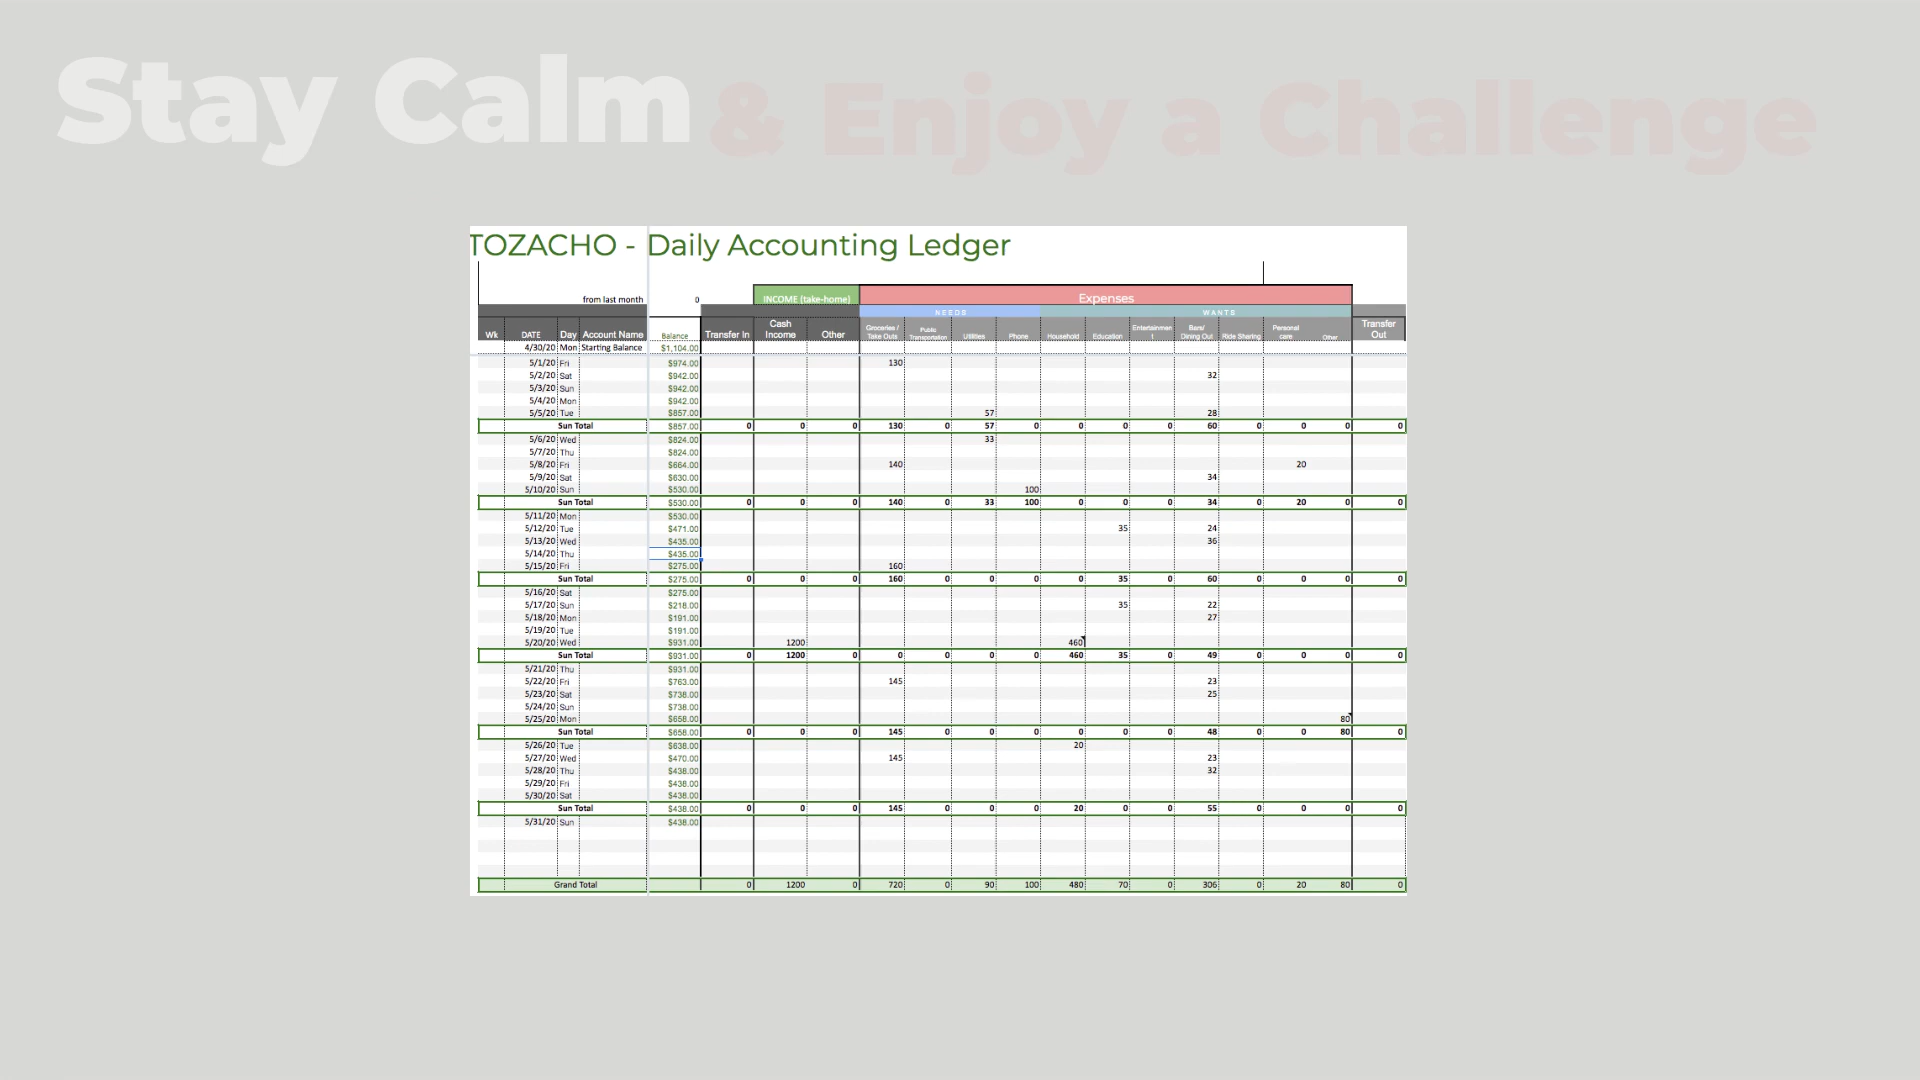 Stay Calm & Enjoy a Challenge
TOZACHO - Daily Accounting Ledger
from last month 0 INCOME (take-home) Expenses
NEEDS WANTS
Wk DATE Day Account Name Balance Transfer In Cash Income Other Groceries / Take Outs Public Transportation Utilities Phone Household Education Entertainment Bars/ Dining Out Ride Sharing Personal care Other Transfer Out
4/30/20 Mon Starting Balance $1,104.00
5/1/20 Fri $974.00 130
5/2/20 Sat $942.00 32
5/3/20 Sun $942.00
5/4/20 Mon $942.00
5/5/20 Tue $857.00 57 28
Sun Total $857.00 0 0 0 130 0 57 0 0 0 0 60 0 0 0 0
5/6/20 Wed $824.00 33
5/7/20 Thu $824.00
5/8/20 Fri $664.00 140 20
5/9/20 Sat $630.00 34
5/10/20 Sun $530.00 100
Sun Total $530.00 0 0 0 140 0 33 100 0 0 0 34 0 20 0 0
5/11/20 Mon $530.00
5/12/20 Tue $471.00 35 24
5/13/20 Wed $435.00 36
5/14/20 Thu $435.00
5/15/20 Fri $275.00 160
Sun Total $275.00 0 0 0 160 0 0 0 0 35 0 60 0 0 0 0
5/16/20 Sat $275.00
5/17/20 Sun $218.00 35 22
5/18/20 Mon $191.00 27
5/19/20 Tue $191.00
5/20/20 Wed $931.00 1200 460
Sun Total $931.00 0 1200 0 0 0 0 0 460 35 0 49 0 0 0 0
5/21/20 Thu $931.00
5/22/20 Fri $763.00 145 23
5/23/20 Sat $738.00 25
5/24/20 Sun $738.00
5/25/20 Mon $658.00 80
Sun Total $658.00 0 0 0 145 0 0 0 0 0 0 48 0 0 80 0
5/26/20 Tue $638.00 20
5/27/20 Wed $470.00 145 23
5/28/20 Thu $438.00 32
5/29/20 Fri $438.00
5/30/20 Sat $438.00
Sun Total $438.00 0 0 0 145 0 0 0 20 0 0 55 0 0 0 0
5/31/20 Sun $438.00
Grand Total 0 1200 0 720 0 90 100 480 70 0 306 0 20 80 0